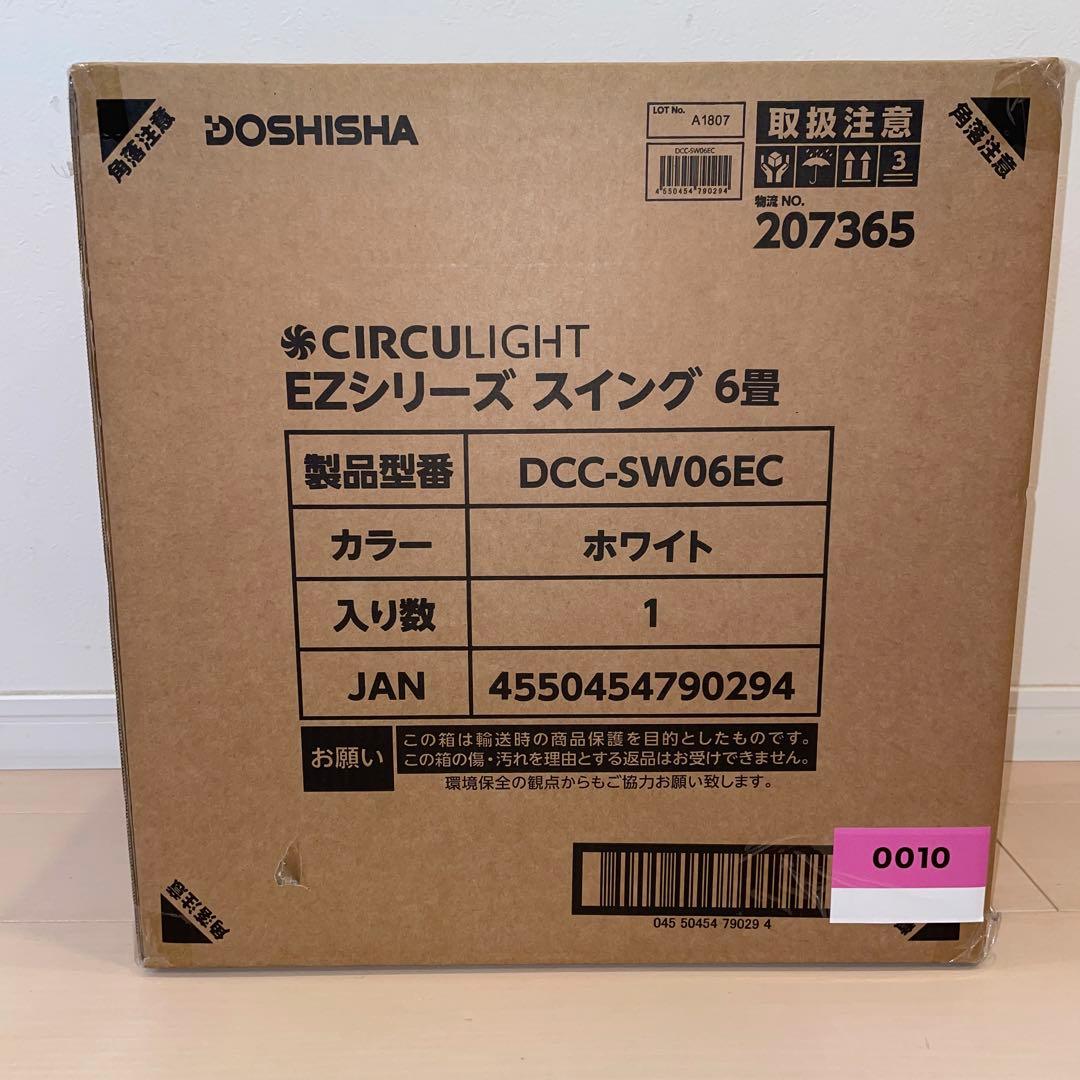 角落注意
DOSHISHA
LOT No.
A1807
DCC-SW06EC
4 550454 790294
取扱注意
3
物流 NO.
207365
角落注意
CIRCULIGHT
EZシリーズ スイング 6畳
製品型番 DCC-SW06EC
カラー ホワイト
入り数 1
JAN 4550454790294
お願い
この箱は輸送時の商品保護を目的としたものです。
この箱の傷・汚れを理由とする返品はお受けできません。
環境保全の観点からもご協力お願い致します。
0010
045 50454 79029 4
角落注意